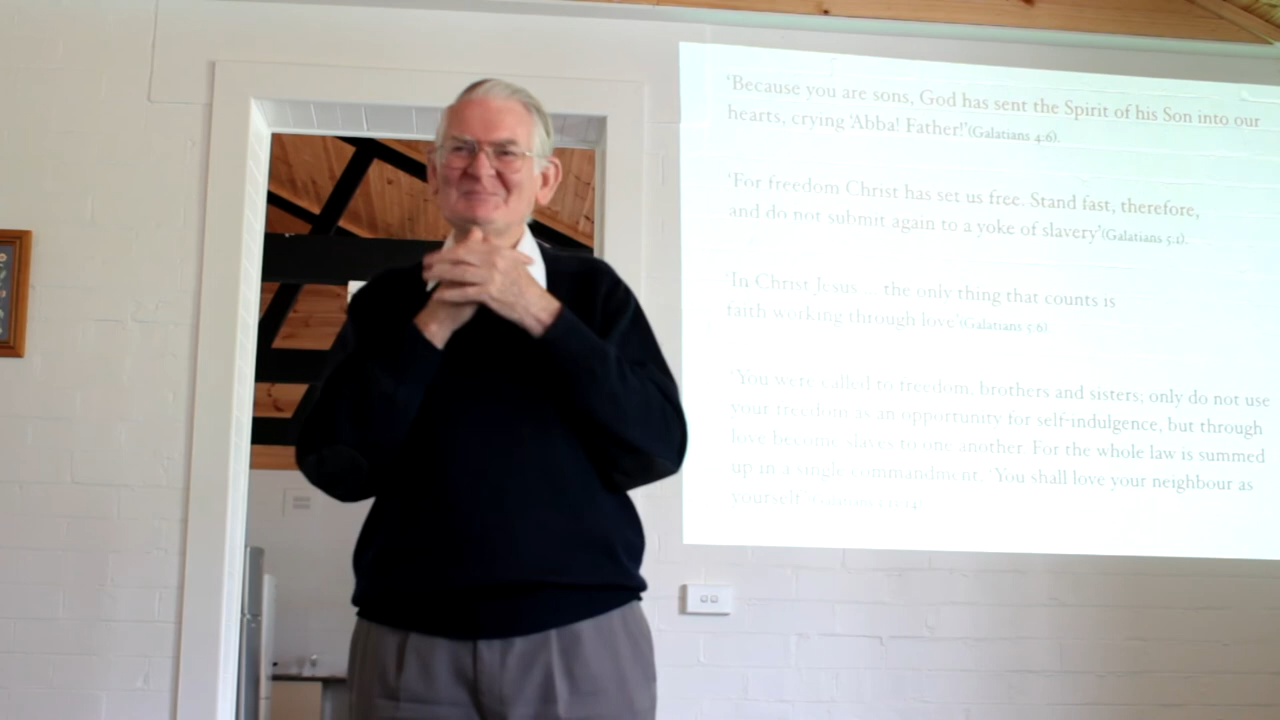 ‘Because you are sons, God has sent the Spirit of his Son into our
hearts, crying ‘Abba! Father!’(Galatians 4:6).
‘For freedom Christ has set us free. Stand fast, therefore,
and do not submit again to a yoke of slavery’(Galatians 5:1).
‘In Christ Jesus ... the only thing that counts is
faith working through love’(Galatians 5:6)
‘You were called to freedom, brothers and sisters; only do not use
your freedom as an opportunity for self-indulgence, but through
love become slaves to one another. For the whole law is summed
up in a single commandment, ‘You shall love your neighbour as
yourself’